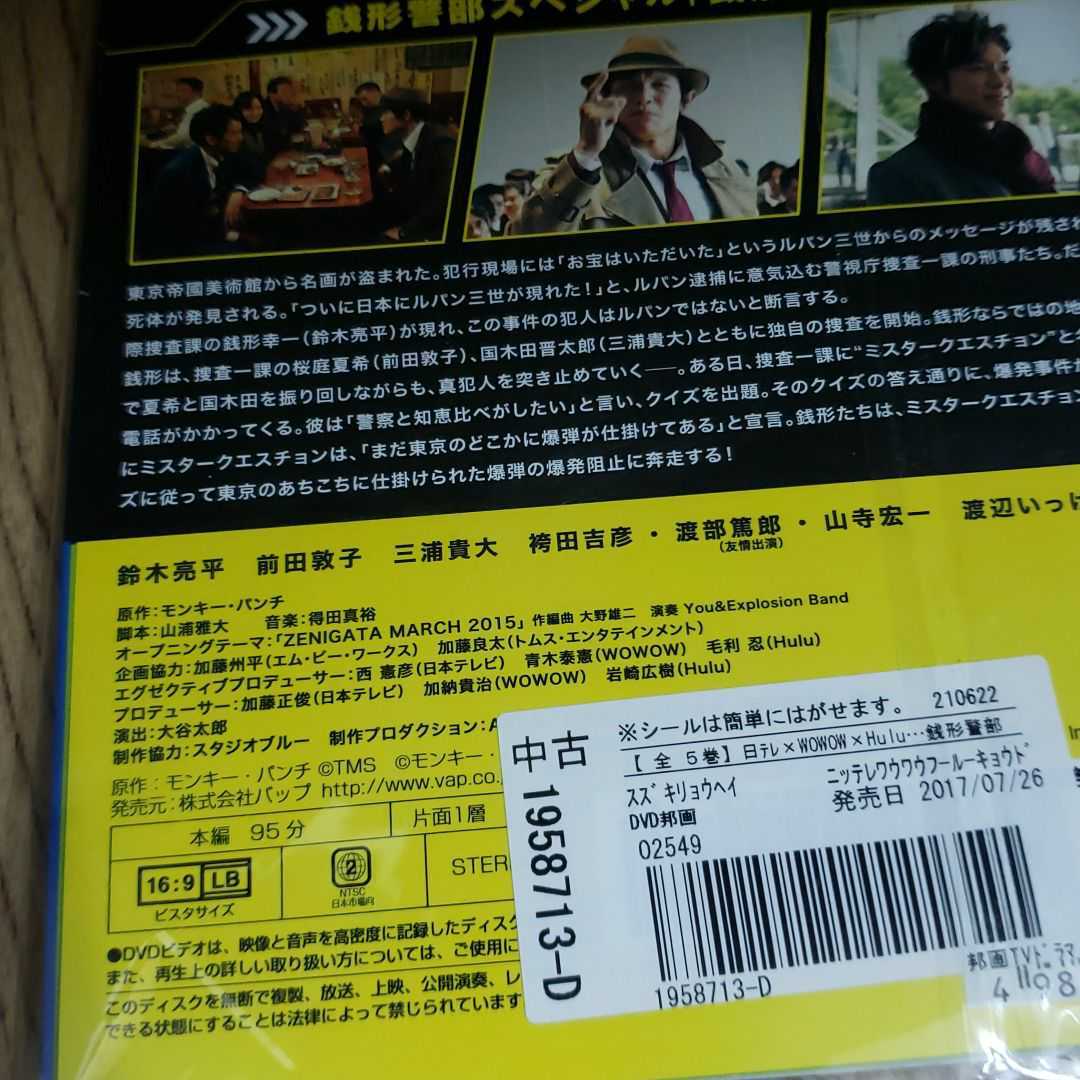 銭形警部スペシャル
東京帝國美術館から名画が盗まれた。犯行現場には「お宝はいただいた」というルパン三世からのメッセージが残さ
死体が発見される。「ついに日本にルパン三世が現れた!」と、ルパン逮捕に意気込む警視庁捜査一課の刑事たち。だ
際捜査課の銭形幸一(鈴木亮平)が現れ、この事件の犯人はルパンではないと断言する。
銭形は、捜査一課の桜庭夏希(前田敦子)、国木田晋太郎(三浦貴大)とともに独自の捜査を開始。銭形ならではの地
で夏希と国木田を振り回しながらも、真犯人を突き止めていく――。ある日、捜査一課に“ミスタークエスチョン”と
電話がかかってくる。彼は「警察と知恵比べがしたい」と言い、クイズを出題。そのクイズの答え通りに、爆発事件が
にミスタークエスチョンは、「まだ東京のどこかに爆弾が仕掛けてある」と宣言。銭形たちは、ミスタークエスチョン
ズに従って東京のあちこちに仕掛けられた爆弾の爆発阻止に奔走する!
鈴木亮平 前田敦子 三浦貴大 袴田吉彦・渡部篤郎・山寺宏一 渡辺いっけ
(友情出演)
原作:モンキー・パンチ
脚本:山浦雅大 音楽:得田真裕
オープニングテーマ:「ZENIGATA MARCH 2015」作編曲 大野雄二 演奏 You&Explosion Band
企画協力:加藤州平(エム・ピー・ワークス) 加藤良太(トムス・エンタテインメント)
エグゼクティブプロデューサー:西 憲彦(日本テレビ) 青木泰憲(WOWOW) 毛利 忍(Hulu)
プロデューサー:加藤正俊(日本テレビ) 加納貴治(WOWOW) 岩崎広樹(Hulu)
演出:大谷太郎
制作協力:スタジオブルー 制作プロダクション:A
原作:モンキー・パンチ ©TMS ©モンキー・
発売元:株式会社バップ http://www.vap.co.
本編 95分
片面1層
16:9 LB
ビスタサイズ
2
NTSC
日本市場向
STER
●DVDビデオは、映像と音声を高密度に記録したディスク
また、再生上の詳しい取り扱い方については、ご使用に
このディスクを無断で複製、放送、上映、公開演奏、レ
できる状態にすることは法律によって禁じられています
中古
1958713-D
※シールは簡単にはがせます。 210622
【全 5巻】日テレ×WOWOW×Hulu…銭形警部
スズキリョウヘイ ニッテレワウワウフールーキョウド
DVD邦画 発売日 2017/07/26
02549
1958713-D
邦画TVドラマ
4 1198